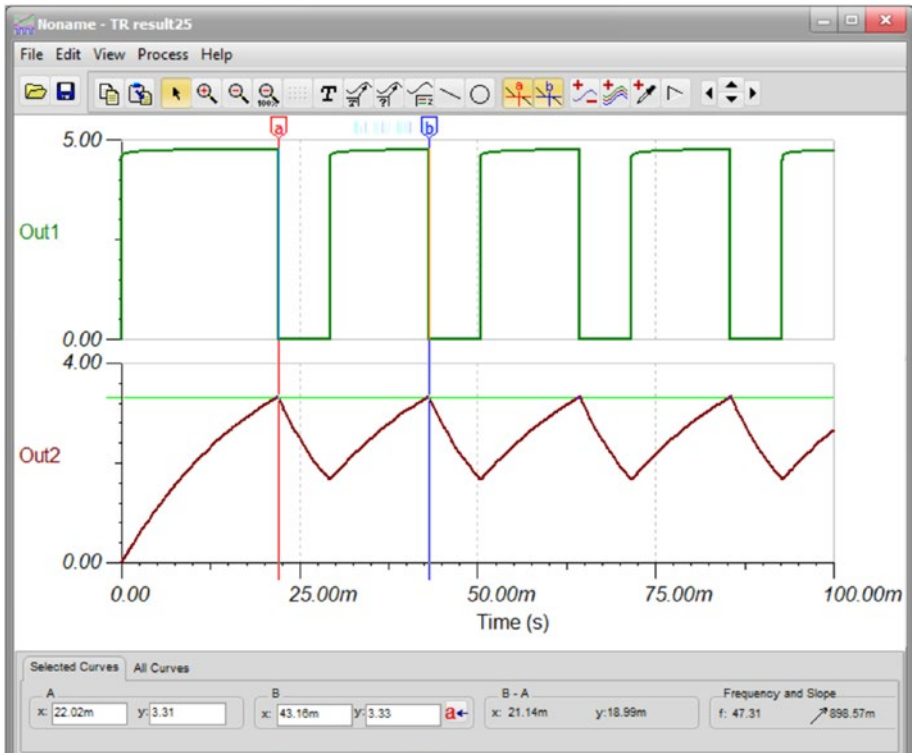 Noname - TR result25
File Edit View Process Help
100% T ? =z a b
a b
5.00
Out1
0.00
4.00
Out2
0.00
0.00 25.00m 50.00m 75.00m 100.00m
Time (s)
Selected Curves All Curves
A B B - A Frequency and Slope
x: 22.02m y: 3.31 x: 43.16m y: 3.33 a x: 21.14m y:18.99m f: 47.31 898.57m